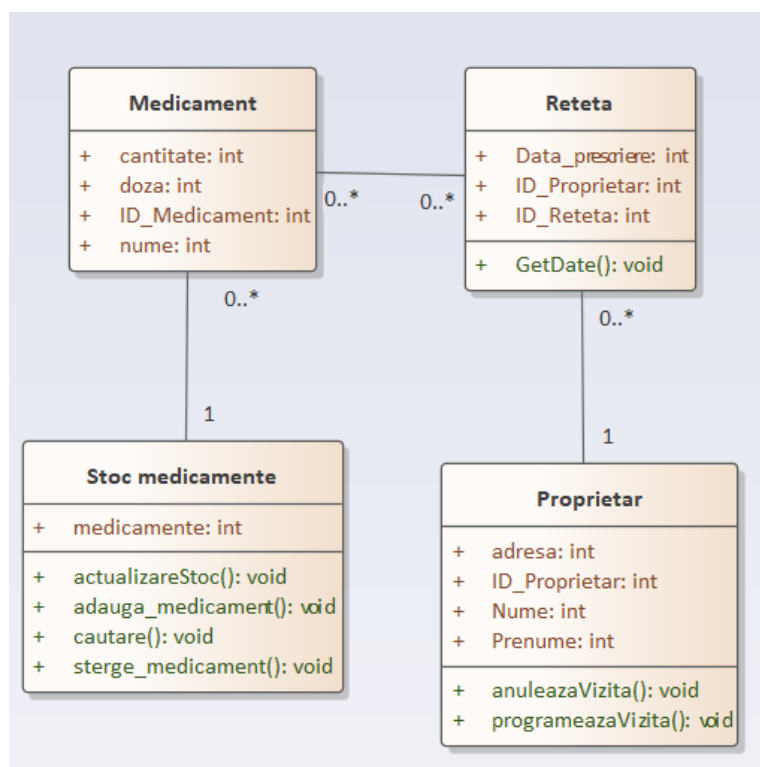 Medicament
+ cantitate: int
+ doza: int
+ ID_Medicament: int
+ nume: int
0..*
0..*
Reteta
+ Data_prescriere: int
+ ID_Proprietar: int
+ ID_Reteta: int
+ GetDate(): void
0..*
1
Stoc medicamente
+ medicamente: int
+ actualizareStoc(): void
+ adauga_medicament(): void
+ cautare(): void
+ sterge_medicament(): void
0..*
1
Proprietar
+ adresa: int
+ ID_Proprietar: int
+ Nume: int
+ Prenume: int
+ anuleazaVizita(): void
+ programeazaVizita(): void